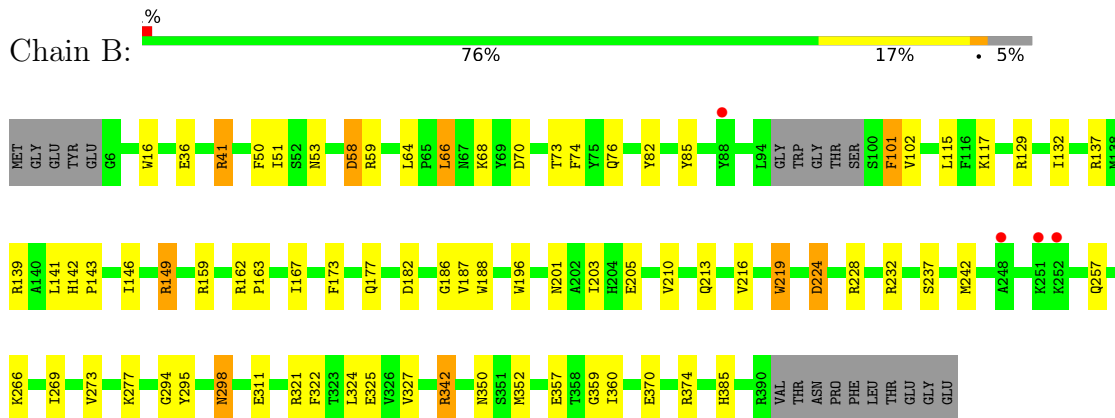 %
Chain B:
76% 17% • 5%
MET GLY GLU TYR GLU G6 W16 E36 R41 F50 I51 S52 N53 D58 R59 L64 P65 L66 N67 K68 Y69 D70 T73 F74 Y75 Q76 Y82 Y85 Y88 L94 GLY TRP GLY THR SER S100 F101 V102 L115 F116 K117 R129 I132 R137 M138
R139 A140 L141 H142 P143 I146 R149 R159 R162 P163 I167 F173 Q177 D182 G186 V187 W188 W196 N201 A202 I203 H204 E205 V210 Q213 V216 W219 D224 R228 R232 S237 M242 A248 K251 K252 Q257
K266 I269 V273 K277 G294 Y295 N298 E311 R321 F322 T323 L324 E325 V326 V327 R342 N350 S351 M352 E357 T358 G359 I360 E370 R374 H385 R390 VAL THR ASN PRO PHE LEU THR GLU GLY GLU